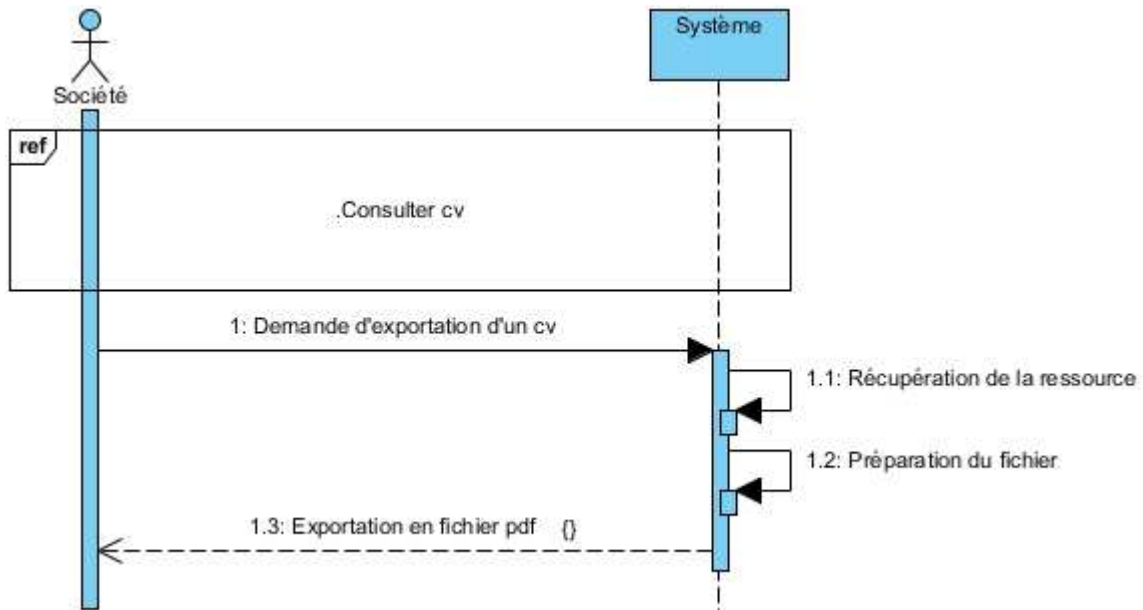 Système
Société
ref
.Consulter cv
1: Demande d'exportation d'un cv
1.1: Récupération de la ressource
1.2: Préparation du fichier
1.3: Exportation en fichier pdf {}